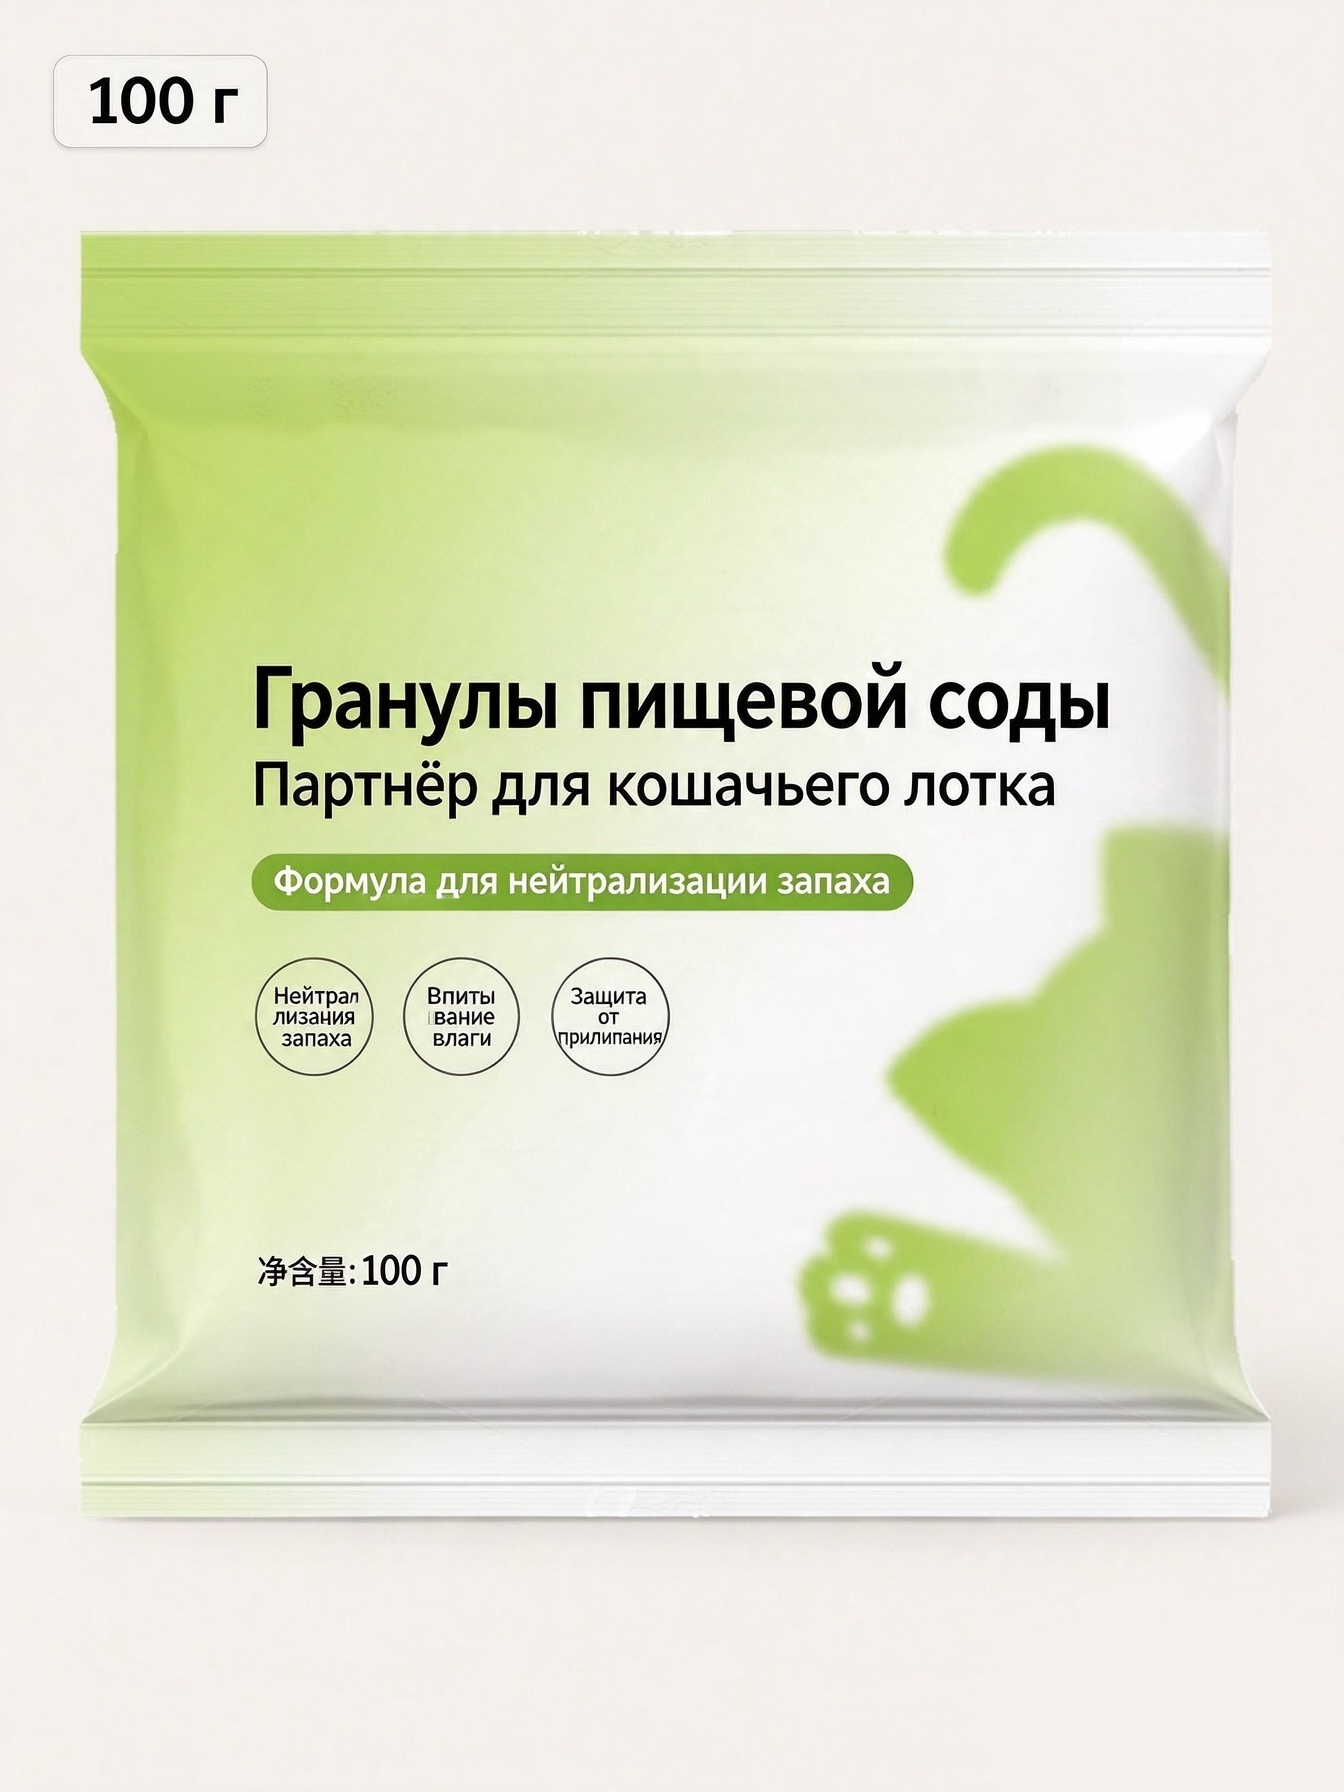 100 г
Гранулы пищевой соды
Партнёр для кошачьего лотка
Формула для нейтрализации запаха
Нейтрал
лизания
запаха
Впиты
вание
влаги
Защита
от
прилипания
净含量: 100 г